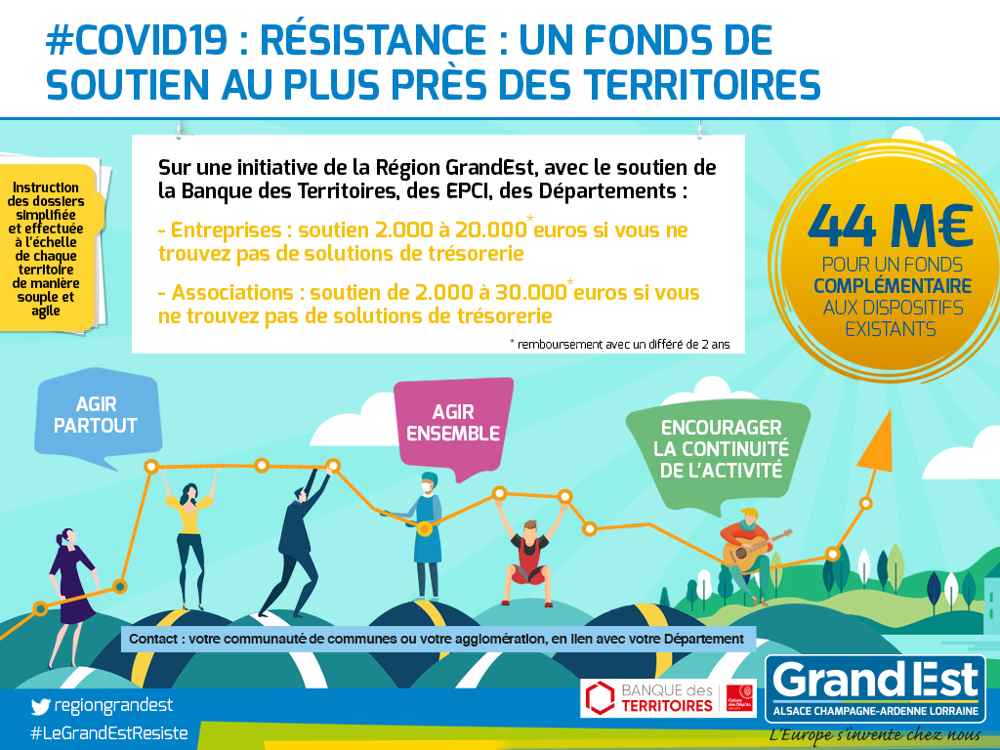 #COVID19 : RÉSISTANCE : UN FONDS DE
SOUTIEN AU PLUS PRÈS DES TERRITOIRES
Instruction
des dossiers
simplifiée
et effectuée
à l'échelle
de chaque
territoire
de manière
souple et
agile
Sur une initiative de la Région GrandEst, avec le soutien de
la Banque des Territoires, des EPCI, des Départements :
- Entreprises : soutien 2.000 à 20.000*euros si vous ne
trouvez pas de solutions de trésorerie
- Associations : soutien de 2.000 à 30.000*euros si vous
ne trouvez pas de solutions de trésorerie
* remboursement avec un différé de 2 ans
44 M€
POUR UN FONDS
COMPLÉMENTAIRE
AUX DISPOSITIFS
EXISTANTS
AGIR
PARTOUT
AGIR
ENSEMBLE
ENCOURAGER
LA CONTINUITÉ
DE L'ACTIVITÉ
Contact : votre communauté de communes ou votre agglomération, en lien avec votre Département
regiongrandest
#LeGrandEstResiste
BANQUE des
TERRITOIRES
Caisse
des Dépôts
GROUPE
GrandEst
ALSACE CHAMPAGNE-ARDENNE LORRAINE
L'Europe s'invente chez nous